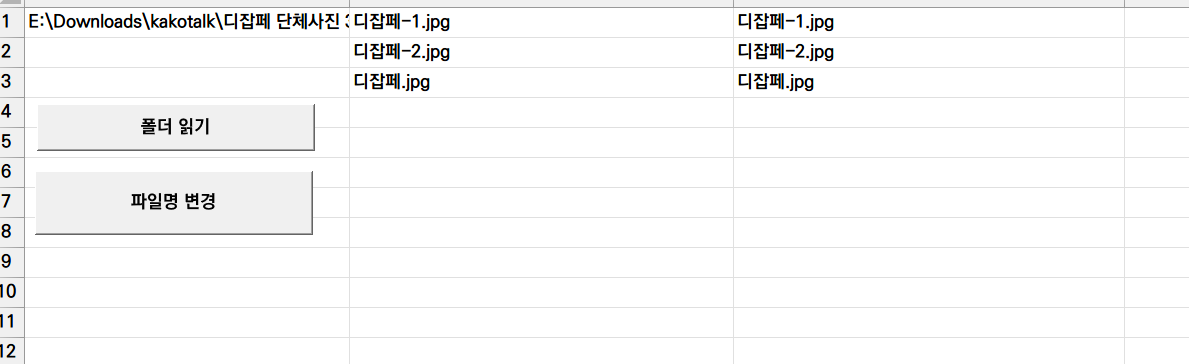 1 E:\Downloads\kakotalk\디잡페 단체사진 디잡페-1.jpg 디잡페-1.jpg
2 디잡페-2.jpg 디잡페-2.jpg
3 디잡페.jpg 디잡페.jpg
4
폴더 읽기
5
6
7 파일명 변경
8
9
10
11
12